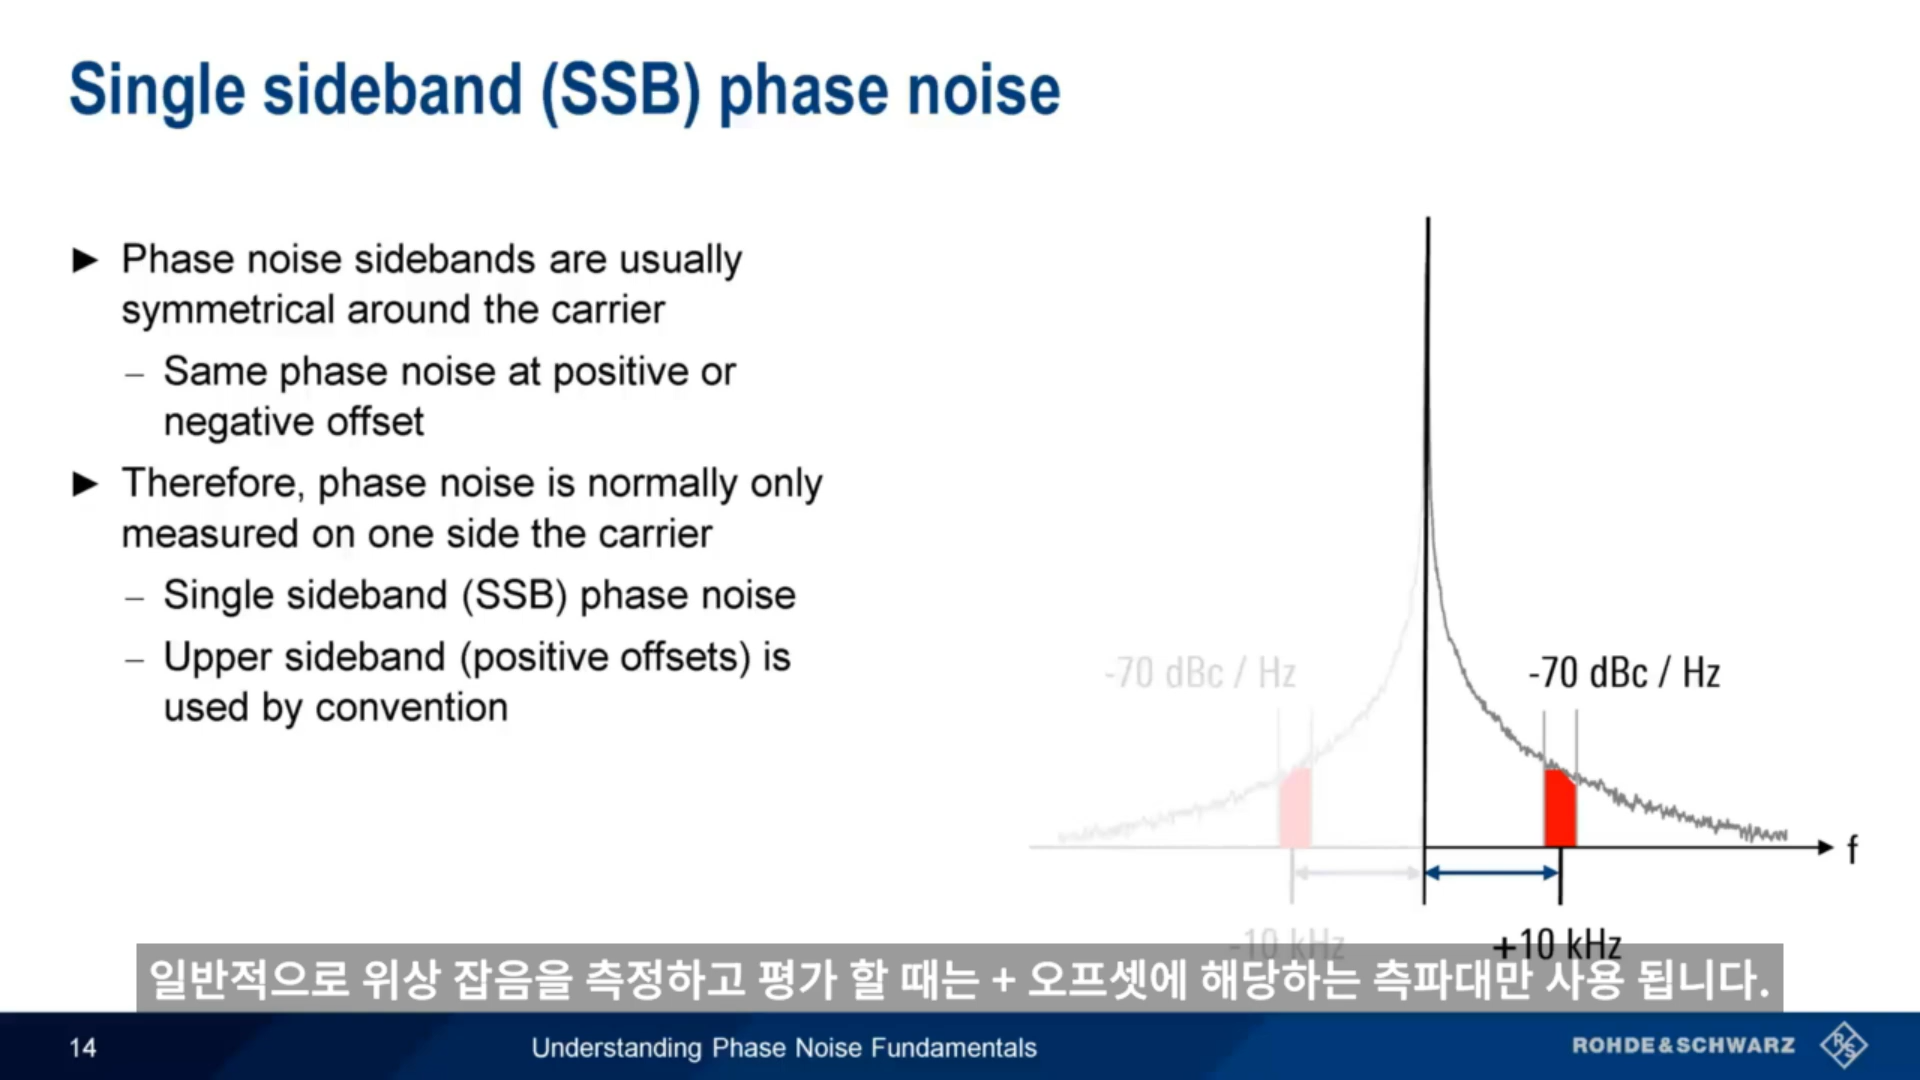 Single sideband (SSB) phase noise
► Phase noise sidebands are usually
symmetrical around the carrier
– Same phase noise at positive or
negative offset
► Therefore, phase noise is normally only
measured on one side the carrier
– Single sideband (SSB) phase noise
– Upper sideband (positive offsets) is
used by convention
-70 dBc / Hz
-70 dBc / Hz
f
-10 kHz
+10 kHz
일반적으로 위상 잡음을 측정하고 평가 할 때는 + 오프셋에 해당하는 측파대만 사용 됩니다.
14
Understanding Phase Noise Fundamentals
ROHDE&SCHWARZ
R&S